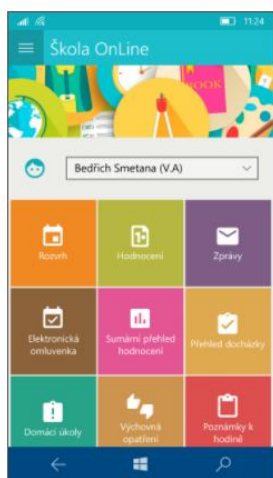 11:24
Škola OnLine
BOOK
Bedřich Smetana (V.A)
Rozvrh
Hodnocení
Zprávy
Elektronická
omluvenka
Sumární přehled
hodnocení
Přehled docházky
Domácí úkoly
Výchovná
opatření
Poznámky k
hodině